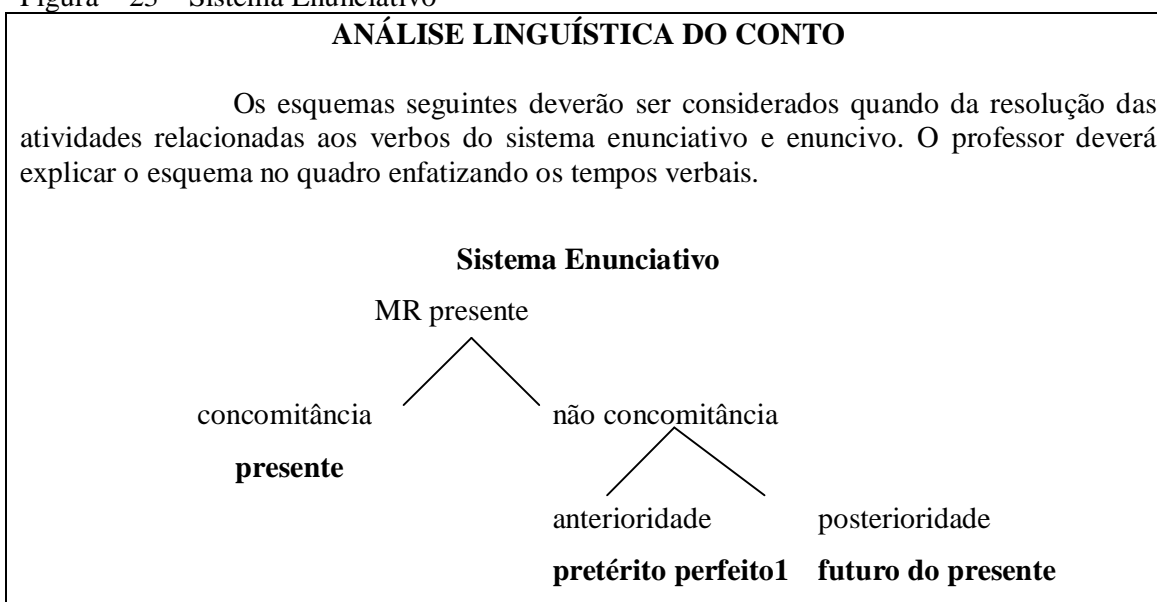 Figura 23 Sistema Enunciativo
ANÁLISE LINGUÍSTICA DO CONTO
Os esquemas seguintes deverão ser considerados quando da resolução das
atividades relacionadas aos verbos do sistema enunciativo e enuncivo. O professor deverá
explicar o esquema no quadro enfatizando os tempos verbais.
Sistema Enunciativo
MR presente
concomitância não concomitância
presente
anterioridade posterioridade
pretérito perfeito1 futuro do presente